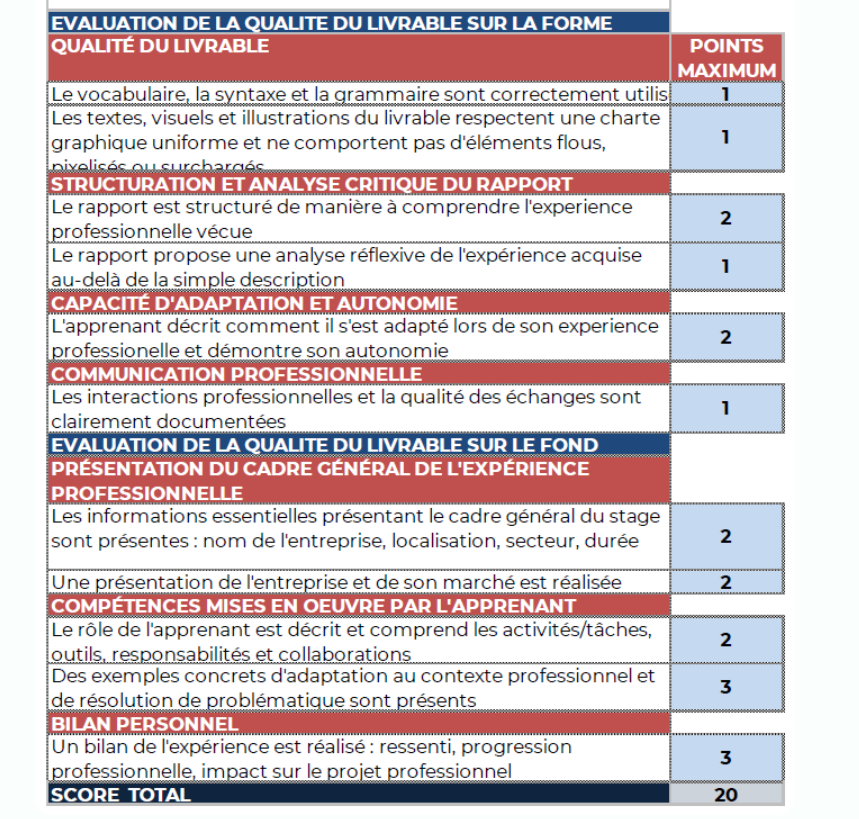 EVALUATION DE LA QUALITE DU LIVRABLE SUR LA FORME
QUALITÉ DU LIVRABLE
POINTS
MAXIMUM
Le vocabulaire, la syntaxe et la grammaire sont correctement utilis
1
Les textes, visuels et illustrations du livrable respectent une charte
graphique uniforme et ne comportent pas d'éléments flous,
pixelisés ou surchargés
1
STRUCTURATION ET ANALYSE CRITIQUE DU RAPPORT
Le rapport est structuré de manière à comprendre l'experience
professionnelle vécue
2
Le rapport propose une analyse réflexive de l'expérience acquise
au-delà de la simple description
1
CAPACITÉ D'ADAPTATION ET AUTONOMIE
L'apprenant décrit comment il s'est adapté lors de son experience
professionelle et démontre son autonomie
2
COMMUNICATION PROFESSIONNELLE
Les interactions professionnelles et la qualité des échanges sont
clairement documentées
1
EVALUATION DE LA QUALITE DU LIVRABLE SUR LE FOND
PRÉSENTATION DU CADRE GÉNÉRAL DE L'EXPÉRIENCE
PROFESSIONNELLE
Les informations essentielles présentant le cadre général du stage
sont présentes : nom de l'entreprise, localisation, secteur, durée
2
Une présentation de l'entreprise et de son marché est réalisée
2
COMPÉTENCES MISES EN OEUVRE PAR L'APPRENANT
Le rôle de l'apprenant est décrit et comprend les activités/tâches,
outils, responsabilités et collaborations
2
Des exemples concrets d'adaptation au contexte professionnel et
de résolution de problématique sont présents
3
BILAN PERSONNEL
Un bilan de l'expérience est réalisé : ressenti, progression
professionnelle, impact sur le projet professionnel
3
SCORE TOTAL
20